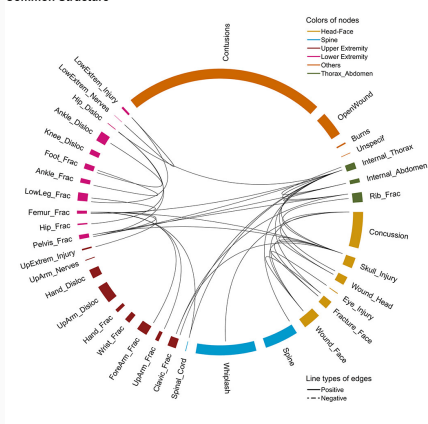 Common Structure
Colors of nodes
Head-Face
Spine
Upper Extremity
Lower Extremity
Others
Thorax_Abdomen
Contusions
OpenWound
Burns
Unspecif
Internal_Thorax
Internal_Abdomen
Rib_Frac
Concussion
Skull_Injury
Wound_Head
Eye_Injury
Fracture_Face
Wound_Face
Spine
Whiplash
Spinal_Cord
Clavic_Frac
UpArm_Frac
ForeArm_Frac
Wrist_Frac
Hand_Frac
UpArm_Disloc
Hand_Disloc
UpArm_Nerves
UpExtrem_Injury
Pelvis_Frac
Hip_Frac
Femur_Frac
LowLeg_Frac
Ankle_Frac
Foot_Frac
Knee_Disloc
Ankle_Disloc
Hip_Disloc
LowExtrem_Nerves
LowExtrem_Injury
Line types of edges
Positive
Negative